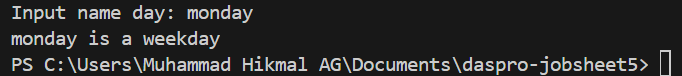 Input name day: monday
monday is a weekday
PS C:\Users\Muhammad Hikmal AG\Documents\daspro-jobsheet5>